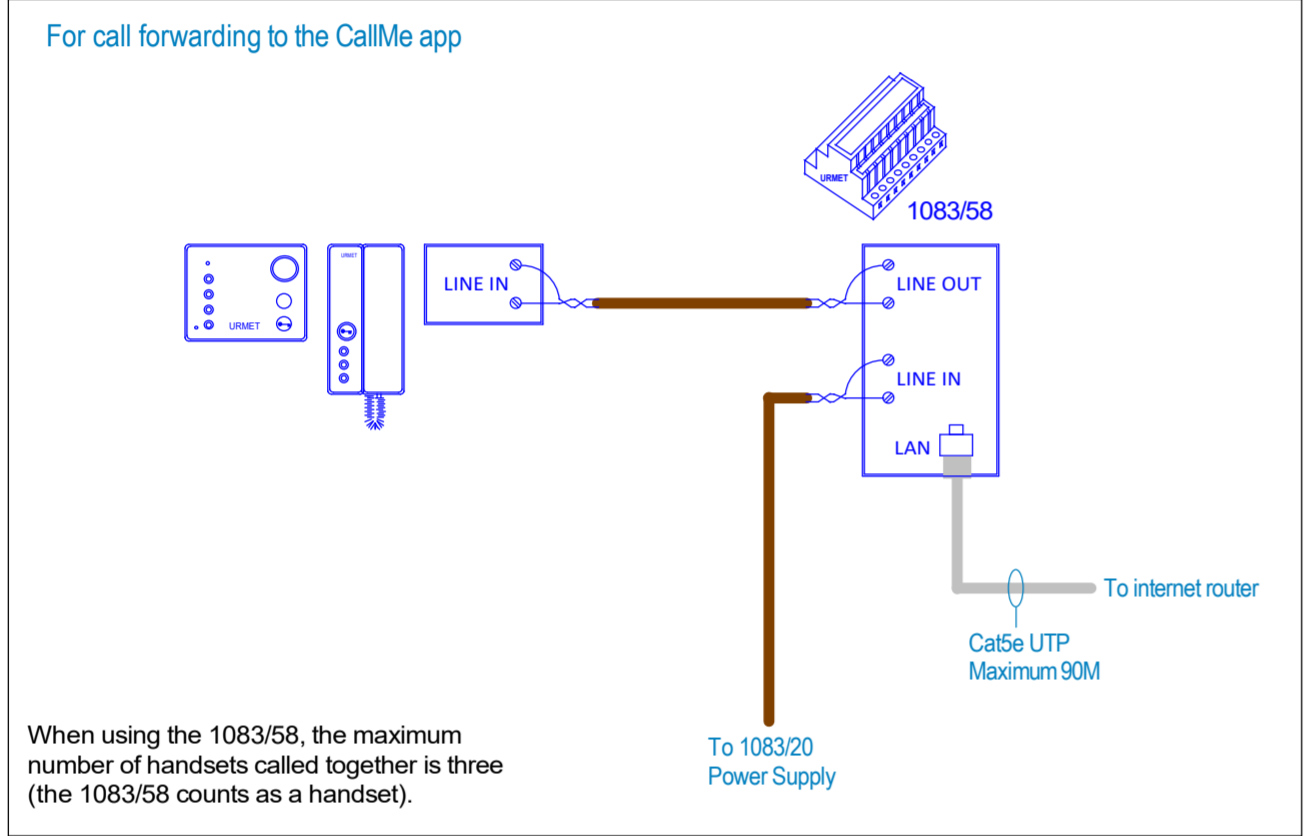 For call forwarding to the CallMe app
URMET
1083/58
URMET
URMET
LINE IN
LINE OUT
LINE IN
LAN
To internet router
Cat5e UTP
Maximum 90M
To 1083/20
Power Supply
When using the 1083/58, the maximum
number of handsets called together is three
(the 1083/58 counts as a handset).